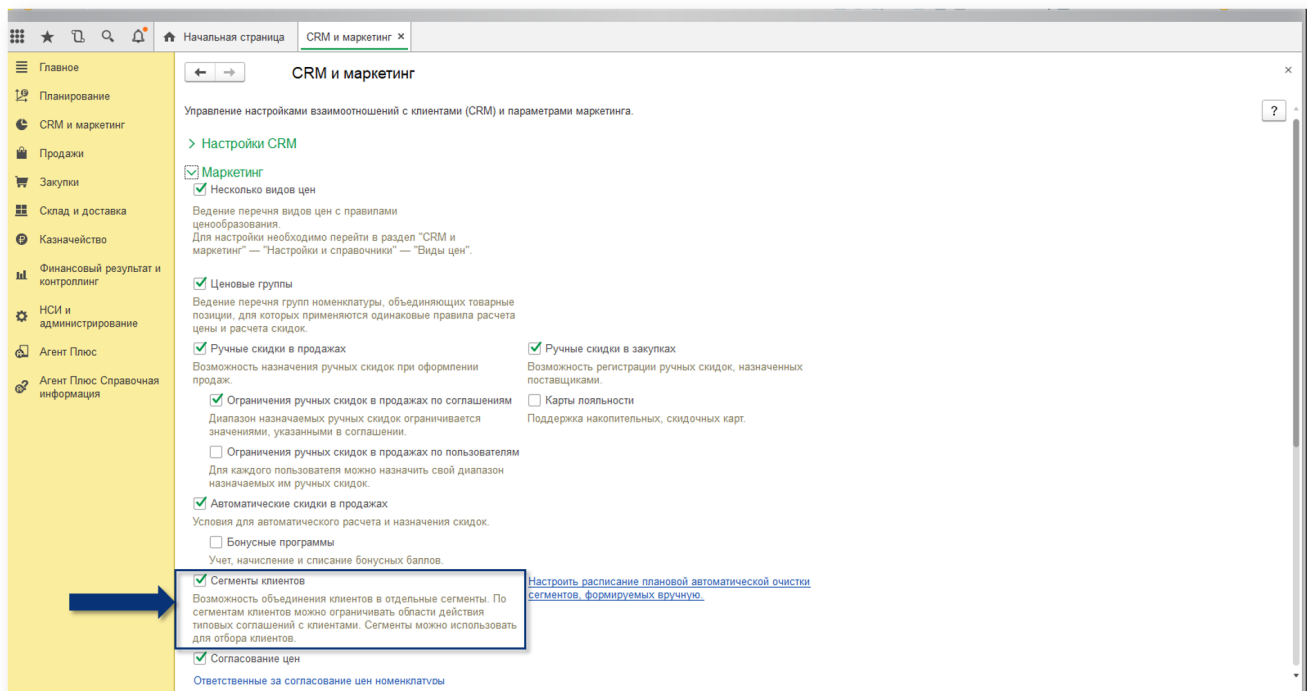 Начальная страница
CRM и маркетинг ×
Главное
Планирование
CRM и маркетинг
Продажи
Закупки
Склад и доставка
Казначейство
Финансовый результат и
контроллинг
НСИ и
администрирование
Агент Плюс
Агент Плюс Справочная
информация
CRM и маркетинг
Управление настройками взаимоотношений с клиентами (CRM) и параметрами маркетинга.
?
Настройки CRM
Маркетинг
Несколько видов цен
Ведение перечня видов цен с правилами
ценообразования.
Для настройки необходимо перейти в раздел "CRM и
маркетинг" — "Настройки и справочники" — "Виды цен".
Ценовые группы
Ведение перечня групп номенклатуры, объединяющих товарные
позиции, для которых применяются одинаковые правила расчета
цены и расчета скидок.
Ручные скидки в продажах
Возможность назначения ручных скидок при оформлении
продаж.
Ручные скидки в закупках
Возможность регистрации ручных скидок, назначенных
поставщиками.
Ограничения ручных скидок в продажах по соглашениям
Диапазон назначаемых ручных скидок ограничивается
значениями, указанными в соглашении.
Карты лояльности
Поддержка накопительных, скидочных карт.
Ограничения ручных скидок в продажах по пользователям
Для каждого пользователя можно назначить свой диапазон
назначаемых им ручных скидок.
Автоматические скидки в продажах
Условия для автоматического расчета и назначения скидок.
Бонусные программы
Учет, начисление и списание бонусных баллов.
Сегменты клиентов
Возможность объединения клиентов в отдельные сегменты. По
сегментам клиентов можно ограничивать области действия
типовых соглашений с клиентами. Сегменты можно использовать
для отбора клиентов.
Настроить расписание плановой автоматической очистки
сегментов, формируемых вручную.
Согласование цен
Ответственные за согласование цен номенклатуры